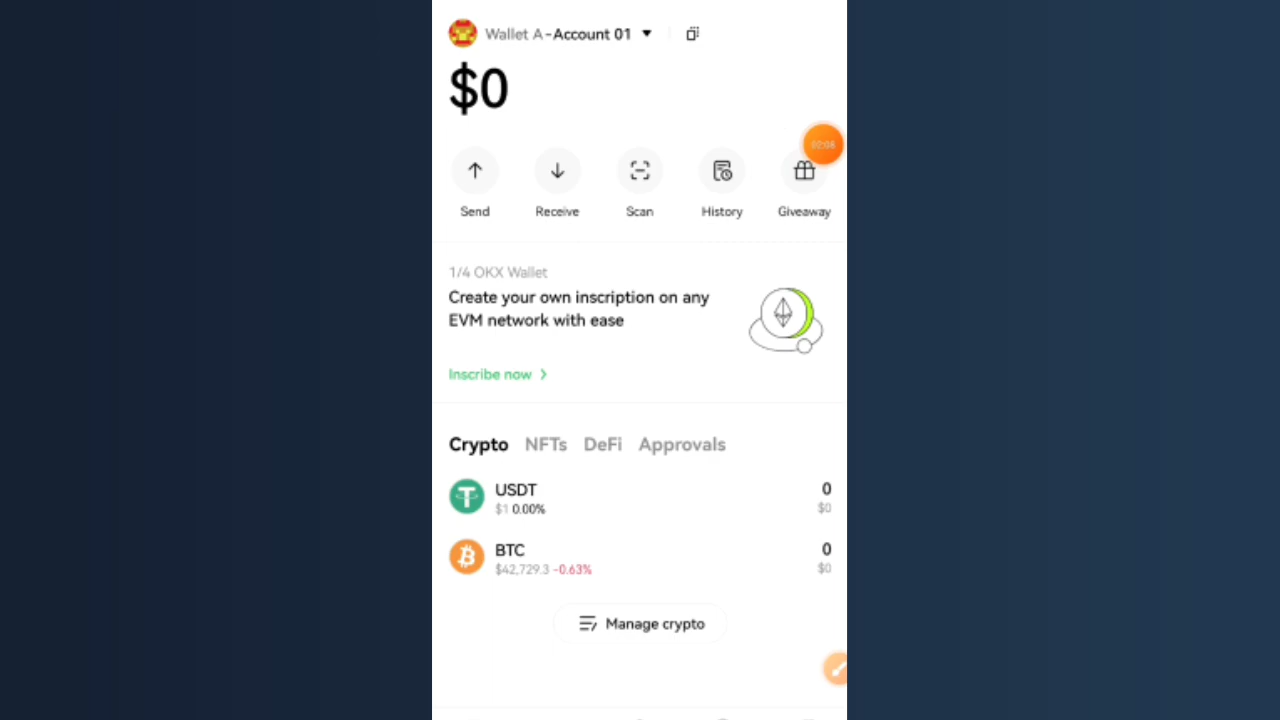 Wallet A-Account 01
$0
02:06
Send Receive Scan History Giveaway
1/4 OKX Wallet
Create your own inscription on any
EVM network with ease
Inscribe now
Crypto NFTs DeFi Approvals
USDT 0
$1 0.00% $0
BTC 0
$42,729.3 -0.63% $0
Manage crypto